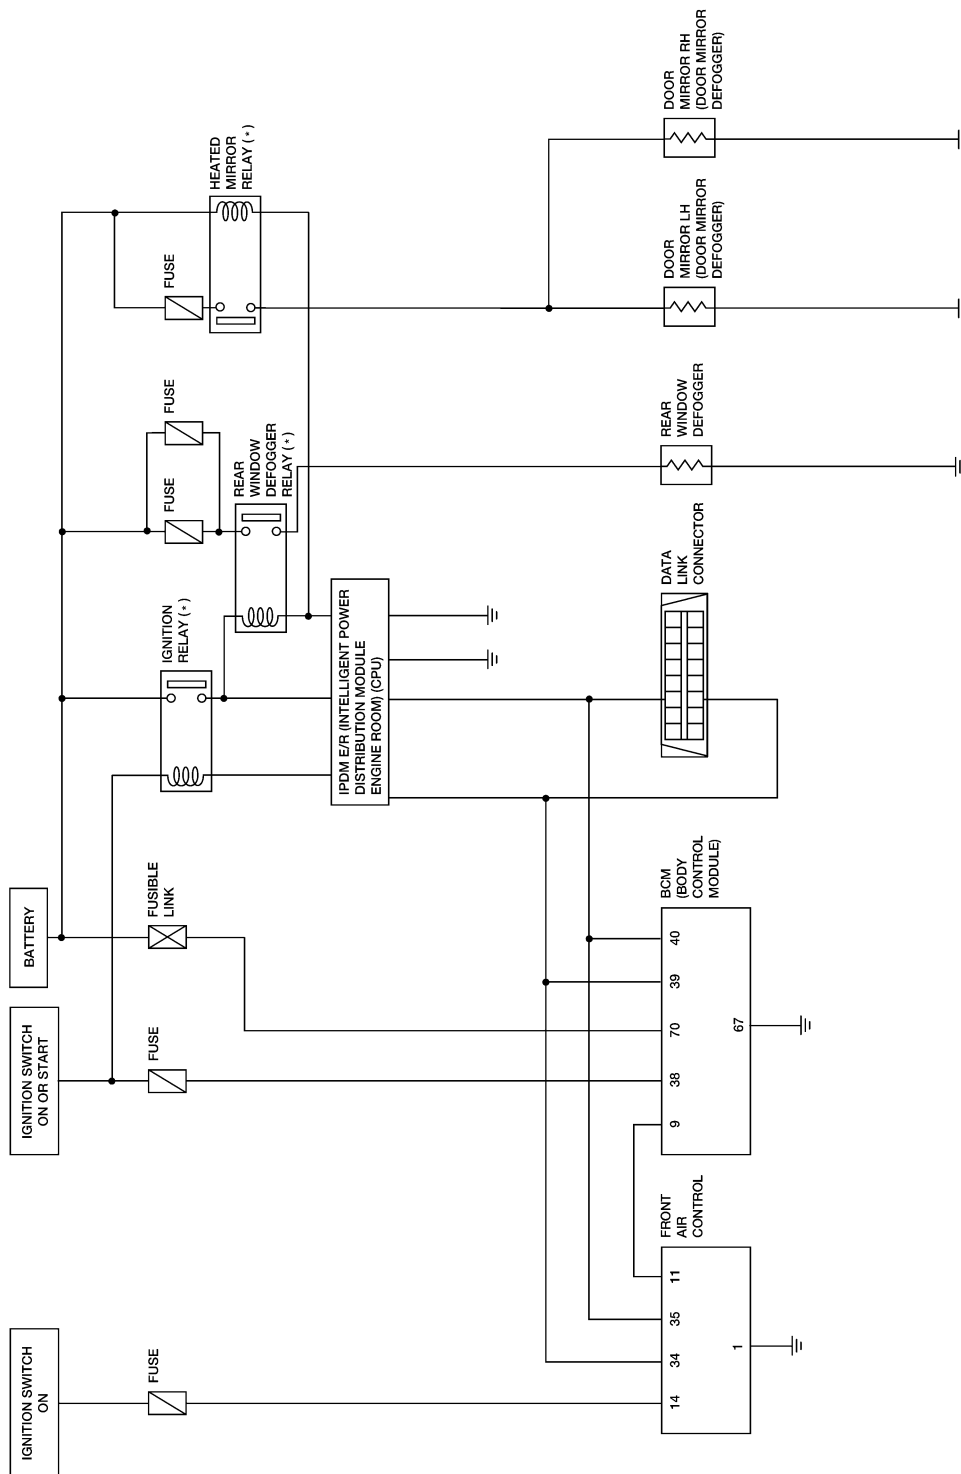 IGNITION SWITCH
ON
IGNITION SWITCH
ON OR START
BATTERY
FUSE
FUSE
FUSIBLE
LINK
IGNITION
RELAY (*)
FUSE
FUSE
REAR
WINDOW
DEFOGGER
RELAY (*)
FUSE
HEATED
MIRROR
RELAY (*)
IPDM E/R (INTELLIGENT POWER
DISTRIBUTION MODULE
ENGINE ROOM) (CPU)
FRONT
AIR
CONTROL
14
34
35
11
1
BCM
(BODY
CONTROL
MODULE)
9
38
70
39
40
67
DATA
LINK
CONNECTOR
REAR
WINDOW
DEFOGGER
DOOR
MIRROR LH
(DOOR MIRROR
DEFOGGER)
DOOR
MIRROR RH
(DOOR MIRROR
DEFOGGER)